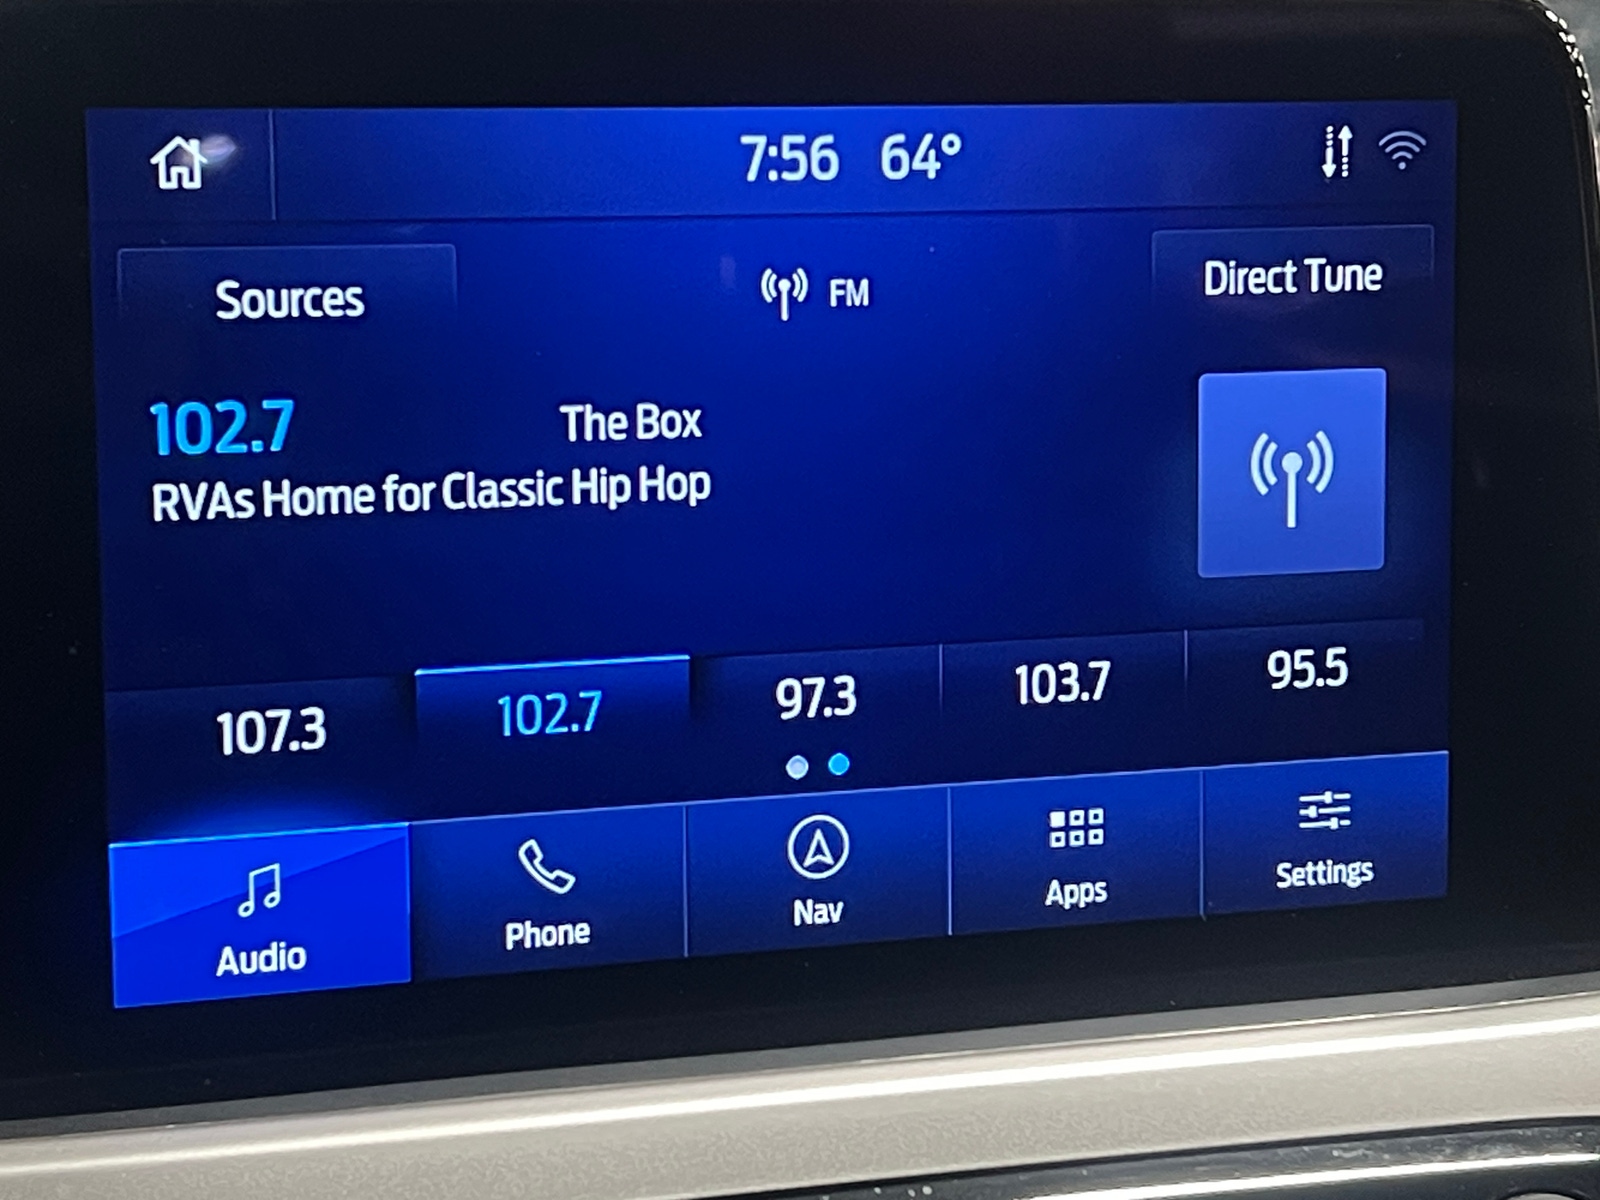 7:56 64°
Sources FM Direct Tune
102.7 The Box
RVAs Home for Classic Hip Hop
107.3 102.7 97.3 103.7 95.5
Audio Phone Nav Apps Settings